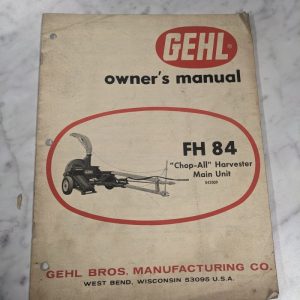 GEHL®
owner's manual
FH 84
"Chop-All" Harvester
Main Unit
GEHL BROS. MANUFACTURING CO.
WEST BEND, WISCONSIN 53095 U.S.A.